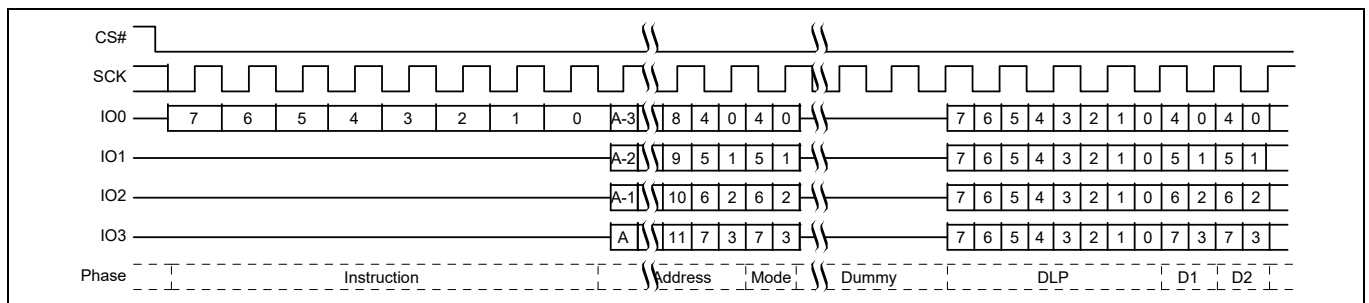 CS#
SCK
IO0 7 6 5 4 3 2 1 0 A-3 8 4 0 4 0 7 6 5 4 3 2 1 0 4 0 4 0
IO1 A-2 9 5 1 5 1 7 6 5 4 3 2 1 0 5 1 5 1
IO2 A-1 10 6 2 6 2 7 6 5 4 3 2 1 0 6 2 6 2
IO3 A 11 7 3 7 3 7 6 5 4 3 2 1 0 7 3 7 3
Phase Instruction Address Mode Dummy DLP D1 D2